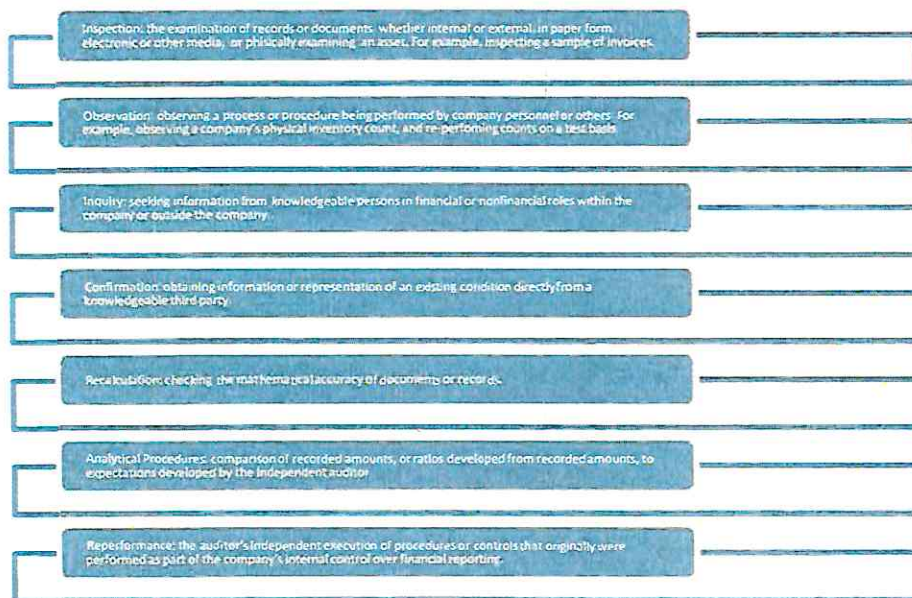 Inspection: the examination of records or documents, whether internal or external, in paper form,
electronic or other media, or phisically examining an asset. For example, inspecting a sample of invoices.
Observation: observing a process or procedure being performed by company personnel or others. For
example, observing a company's physical inventory count, and re-perfoming counts on a test basis
Inquiry: seeking information from knowledgeable persons in financial or nonfinancial roles within the
company or outside the company.
Confirmation: obtaining information or representation of an existing condition directly from a
knowledgeable third party.
Recalculation: checking the mathematical accuracy of documents or records.
Analytical Procedures: comparison of recorded amounts, or ratios developed from recorded amounts, to
expectations developed by the independent auditor
Reperformance: the auditor's independent execution of procedures or controls that originally were
performed as part of the company's internal control over financial reporting.